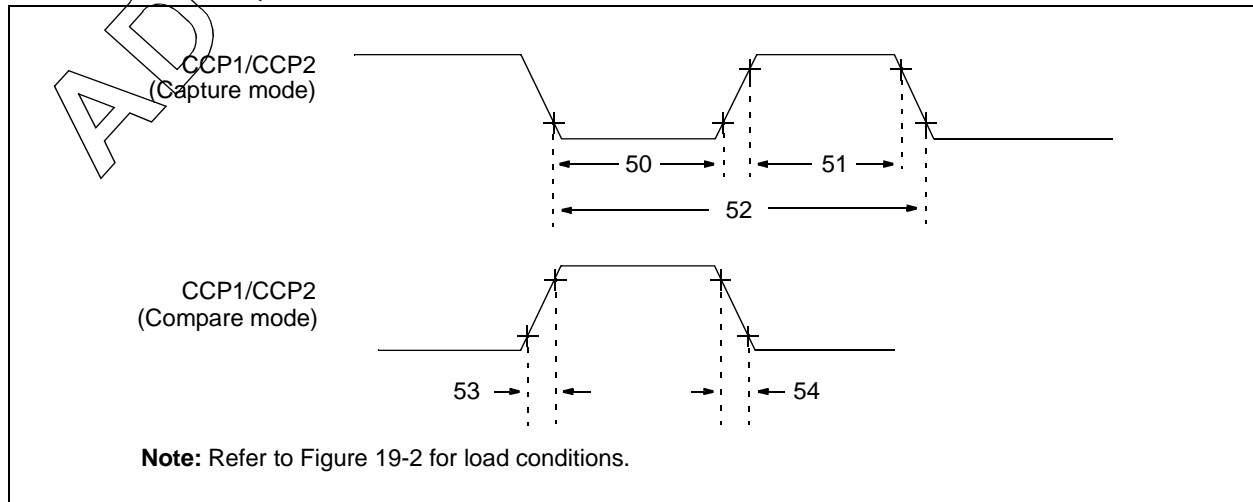 CCP1/CCP2
(Capture mode)
50
51
52
CCP1/CCP2
(Compare mode)
53
54
Note: Refer to Figure 19-2 for load conditions.
AD